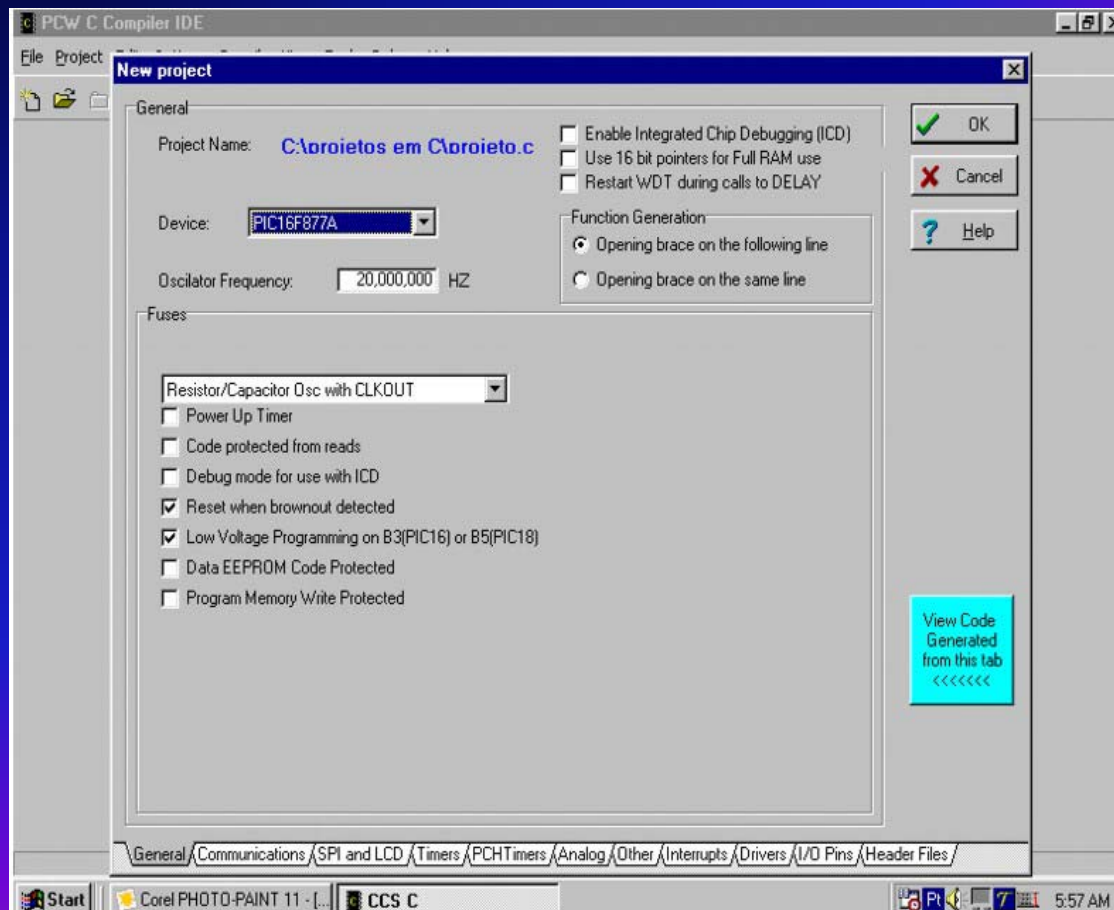 PCW C Compiler IDE
File Project
New project
General
Project Name: C:\projetos em C\projeto.c
Enable Integrated Chip Debugging (ICD)
Use 16 bit pointers for Full RAM use
Restart WDT during calls to DELAY
OK
Cancel
Help
Device: PIC16F877A
Function Generation
Opening brace on the following line
Opening brace on the same line
Oscilator Frequency: 20,000,000 HZ
Fuses
Resistor/Capacitor Osc with CLKOUT
Power Up Timer
Code protected from reads
Debug mode for use with ICD
Reset when brownout detected
Low Voltage Programming on B3(PIC16) or B5(PIC18)
Data EEPROM Code Protected
Program Memory Write Protected
View Code
Generated
from this tab
<<<<<<<
General Communications SPI and LCD Timers PCHTimers Analog Other Interrupts Drivers I/O Pins Header Files
Start Corel PHOTO-PAINT 11 - [... CCS C Pt 5:57 AM